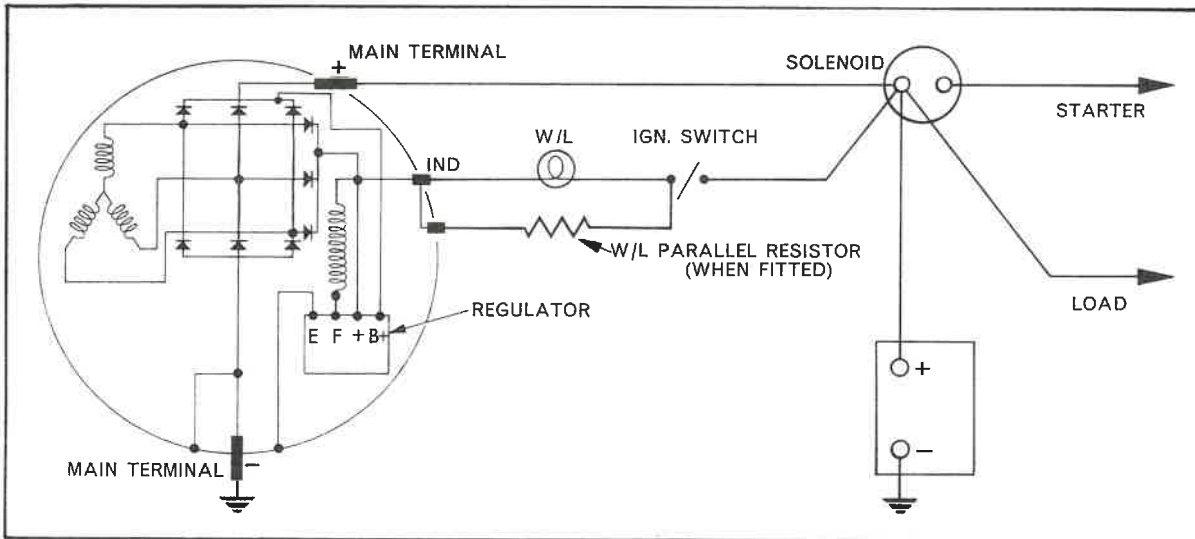 MAIN TERMINAL
+
SOLENOID
STARTER
W/L
IGN. SWITCH
IND
W/L PARALLEL RESISTOR
(WHEN FITTED)
LOAD
REGULATOR
E F + B+
+
−
MAIN TERMINAL −